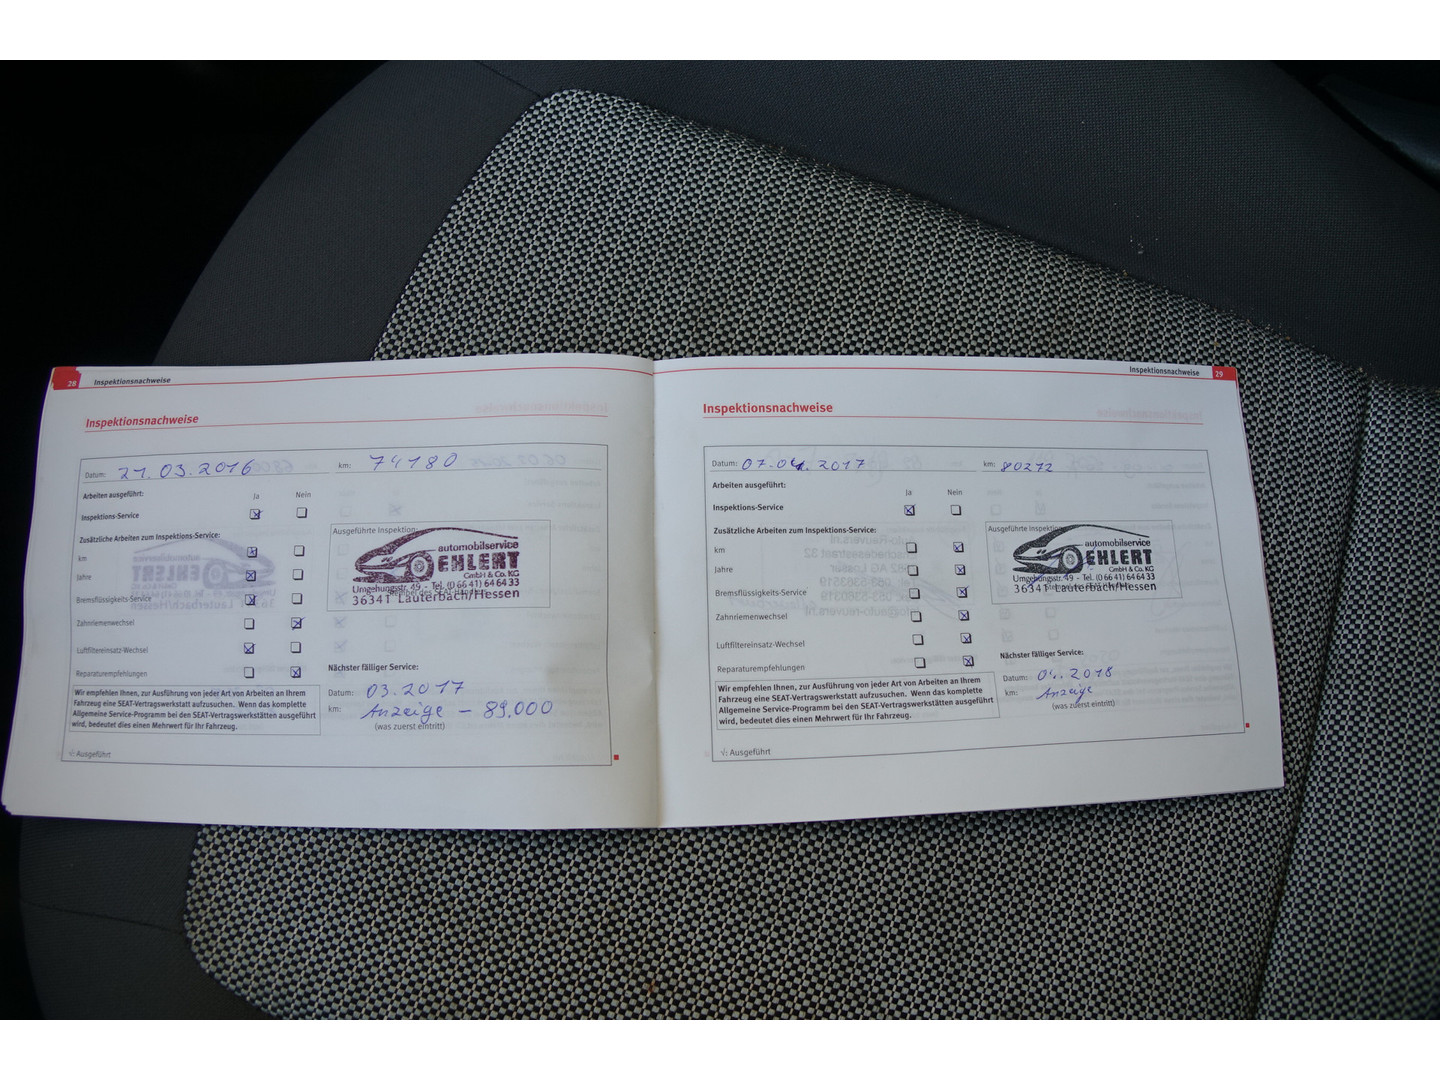 28 Inspektionsnachweise
Inspektionsnachweise
Datum: 21.03.2016 km: 74180
Arbeiten ausgeführt: Ja Nein
Inspektions-Service
Zusätzliche Arbeiten zum Inspektions-Service:
km
Jahre
Bremsflüssigkeits-Service
Zahnriemenwechsel
Luftfiltereinsatz-Wechsel
Reparaturempfehlungen
Ausgeführte Inspektion:
automobilservice
EHLERT
GmbH & Co. KG
Umgehungsstr. 49 - Tel. (0 66 41) 64 64 33
36341 Lauterbach/Hessen
Nächster fälliger Service:
Datum: 03.2017
km: Anzeige - 89.000
(was zuerst eintritt)
Wir empfehlen Ihnen, zur Ausführung von jeder Art von Arbeiten an Ihrem
Fahrzeug eine SEAT-Vertragswerkstatt aufzusuchen. Wenn das komplette
Allgemeine Service-Programm bei den SEAT-Vertragswerkstätten ausgeführt
wird, bedeutet dies einen Mehrwert für Ihr Fahrzeug.
√: Ausgeführt
Inspektionsnachweise 29
Inspektionsnachweise
Datum: 07.04.2017 km: 80272
Arbeiten ausgeführt: Ja Nein
Inspektions-Service
Zusätzliche Arbeiten zum Inspektions-Service:
km
Jahre
Bremsflüssigkeits-Service
Zahnriemenwechsel
Luftfiltereinsatz-Wechsel
Reparaturempfehlungen
Ausgeführte Inspektion
automobilservice
EHLERT
GmbH & Co. KG
Umgehungsstr. 49 - Tel. (0 66 41) 64 64 33
36341 Lauterbach/Hessen
Nächster fälliger Service:
Datum: 04.2018
km: Anzeige
(was zuerst eintritt)
Wir empfehlen Ihnen, zur Ausführung von jeder Art von Arbeiten an Ihrem
Fahrzeug eine SEAT-Vertragswerkstatt aufzusuchen. Wenn das komplette
Allgemeine Service-Programm bei den SEAT-Vertragswerkstätten ausgeführt
wird, bedeutet dies einen Mehrwert für Ihr Fahrzeug.
√: Ausgeführt